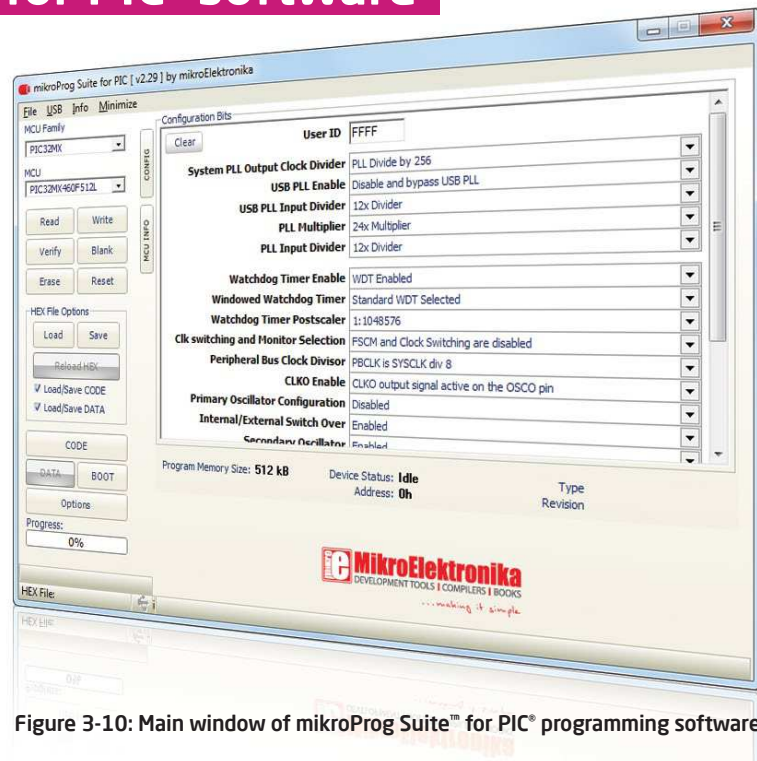 for PIC® software
mikroProg Suite for PIC [ v2.29 ] by mikroElektronika
File USB Info Minimize
MCU Family
PIC32MX
MCU
PIC32MX460F512L
Read Write
Verify Blank
Erase Reset
HEX File Options
Load Save
Reload HEX
Load/Save CODE
Load/Save DATA
CODE
DATA BOOT
Options
Progress:
0%
HEX File:
CONFIG
MCU INFO
Configuration Bits
Clear
User ID FFFF
System PLL Output Clock Divider PLL Divide by 256
USB PLL Enable Disable and bypass USB PLL
USB PLL Input Divider 12x Divider
PLL Multiplier 24x Multiplier
PLL Input Divider 12x Divider
Watchdog Timer Enable WDT Enabled
Windowed Watchdog Timer Standard WDT Selected
Watchdog Timer Postscaler 1:1048576
Clk switching and Monitor Selection FSCM and Clock Switching are disabled
Peripheral Bus Clock Divisor PBCLK is SYSCLK div 8
CLKO Enable CLKO output signal active on the OSCO pin
Primary Oscillator Configuration Disabled
Internal/External Switch Over Enabled
Secondary Oscillator Enabled
Program Memory Size: 512 kB
Device Status: Idle
Address: 0h
Type
Revision
MikroElektronika
DEVELOPMENT TOOLS | COMPILERS | BOOKS
...making it simple
Figure 3-10: Main window of mikroProg Suite™ for PIC® programming software